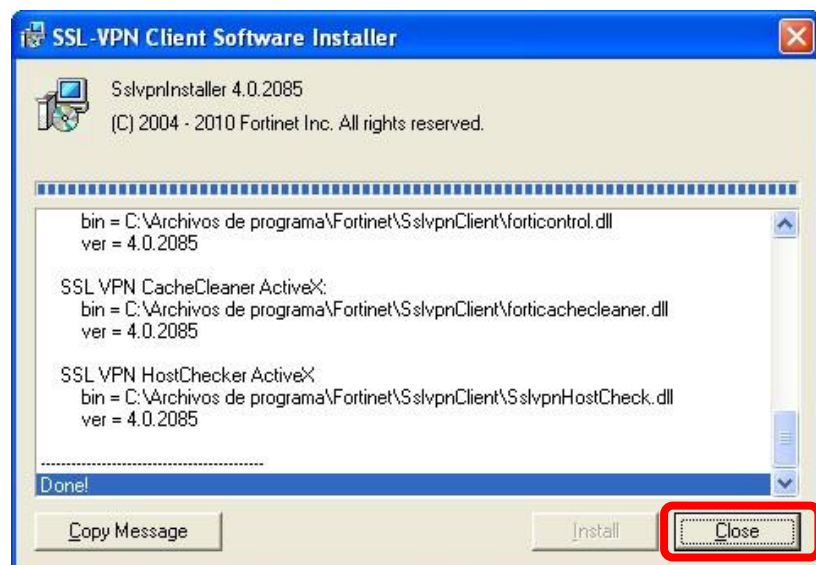 SSL-VPN Client Software Installer
SslvpnInstaller 4.0.2085
(C) 2004 - 2010 Fortinet Inc. All rights reserved.
bin = C:\Archivos de programa\Fortinet\SslvpnClient\forticontrol.dll
ver = 4.0.2085
SSL VPN CacheCleaner ActiveX:
bin = C:\Archivos de programa\Fortinet\SslvpnClient\forticachecleaner.dll
ver = 4.0.2085
SSL VPN HostChecker ActiveX
bin = C:\Archivos de programa\Fortinet\SslvpnClient\SslvpnHostCheck.dll
ver = 4.0.2085
-------------------------------------------
Done!
Copy Message Install Close